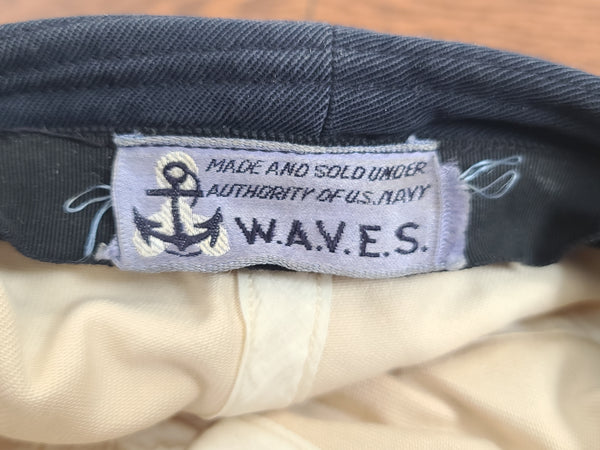 MADE AND SOLD UNDER
AUTHORITY OF U.S. NAVY
W.A.V.E.S.